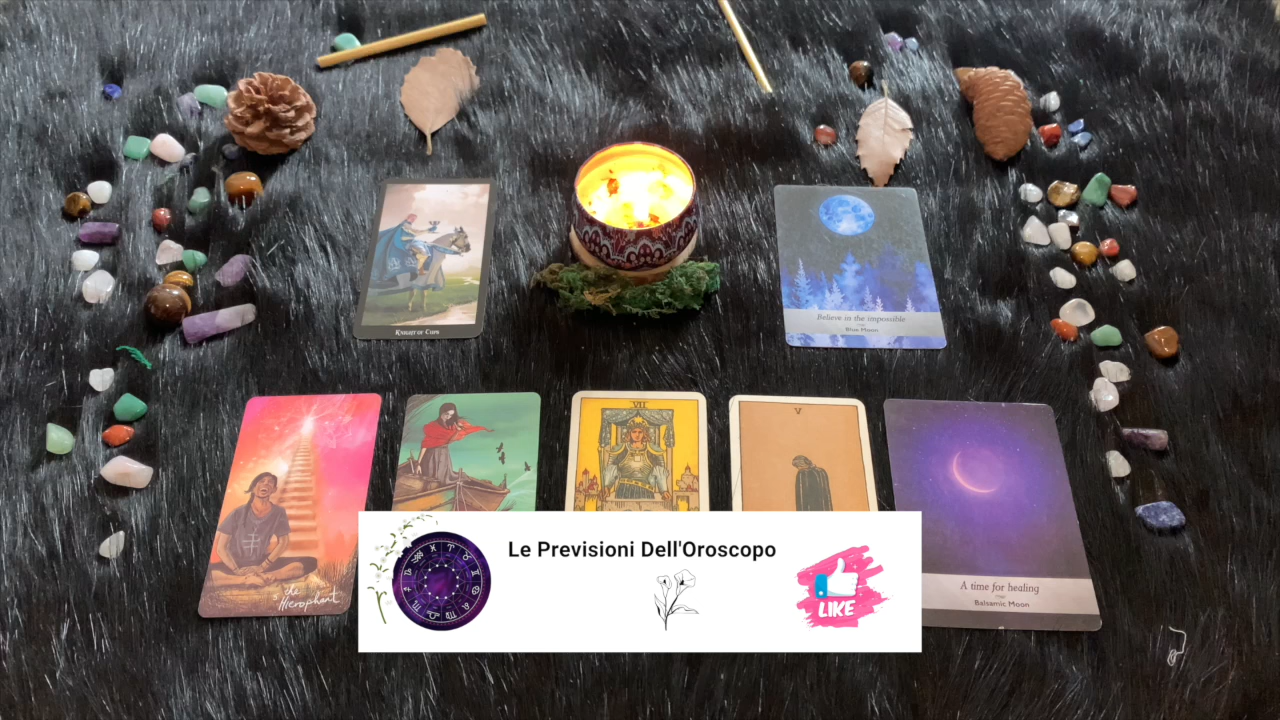 Knight of Cups
Believe in the impossible
Blue Moon
VII
V
5 the
Hierophant
Le Previsioni Dell'Oroscopo
LIKE
A time for healing
Balsamic Moon